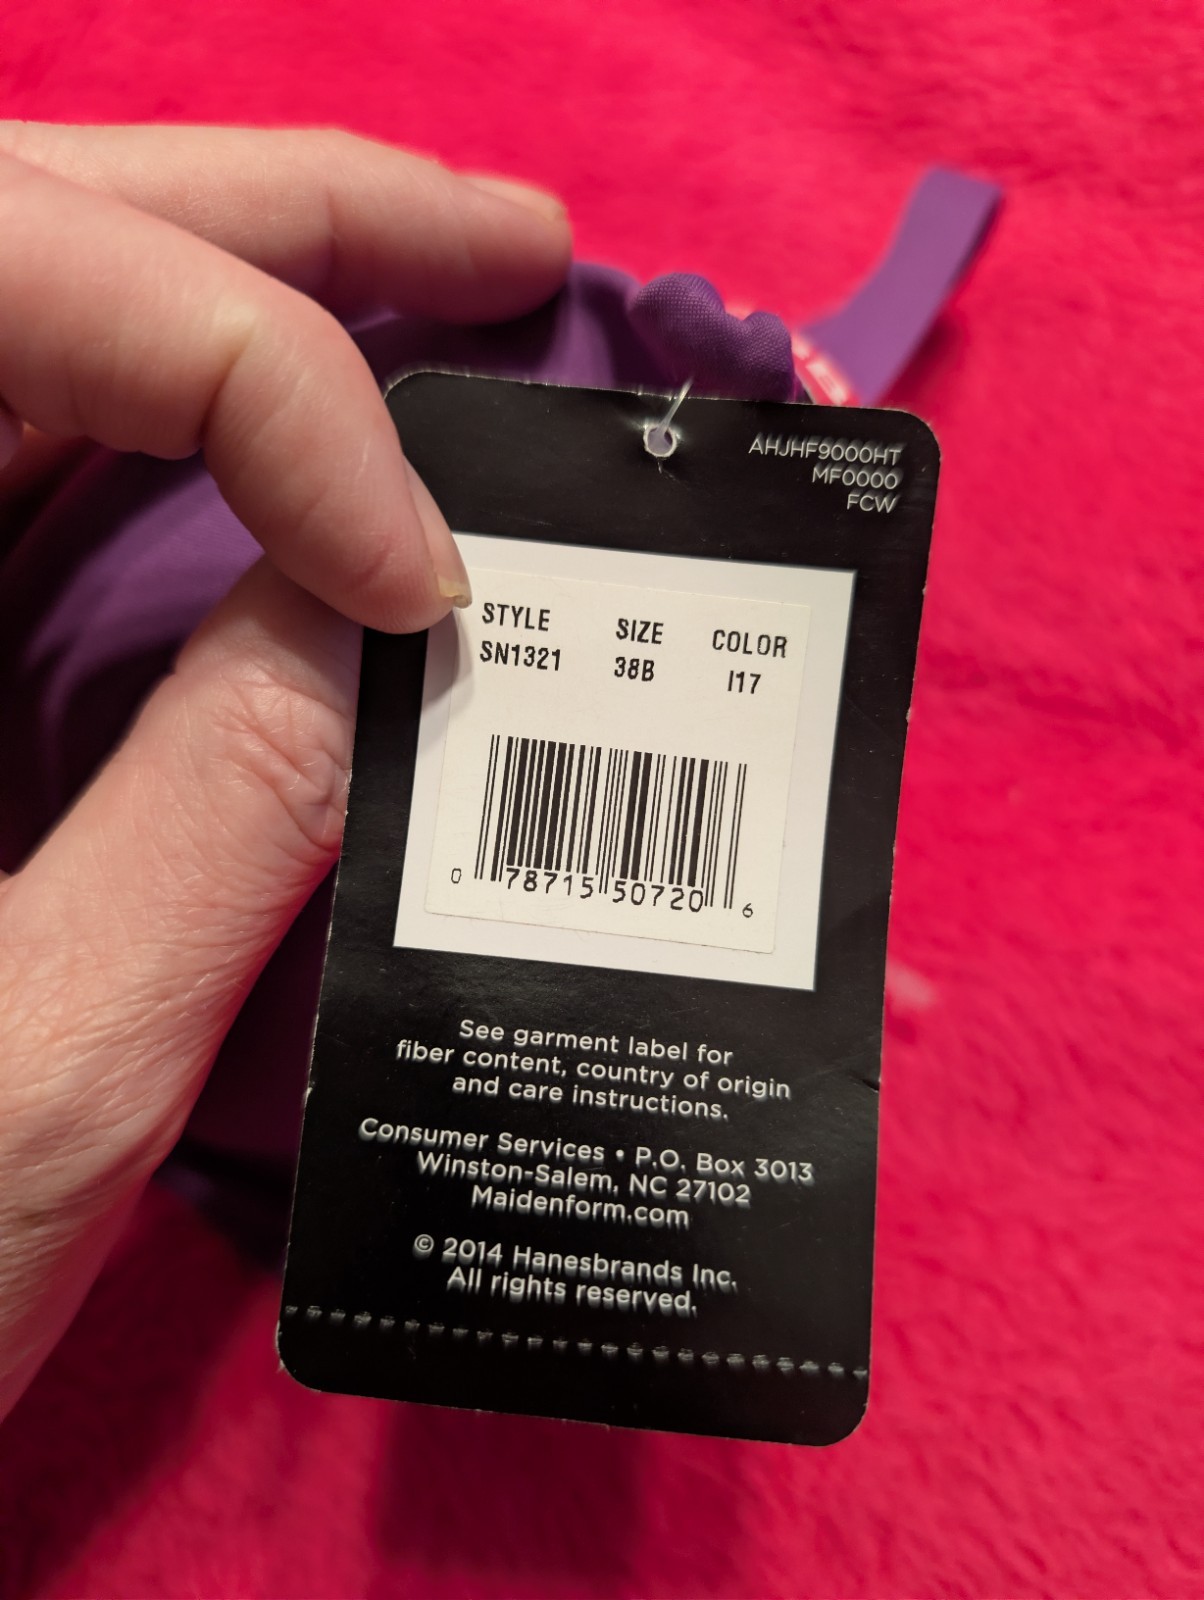 AHJHF9000HT
MF0000
FCW
STYLE SIZE COLOR
SN1321 38B I17
0 78715 50720 6
See garment label for
fiber content, country of origin
and care instructions.
Consumer Services • P.O. Box 3013
Winston-Salem, NC 27102
Maidenform.com
© 2014 Hanesbrands Inc.
All rights reserved.